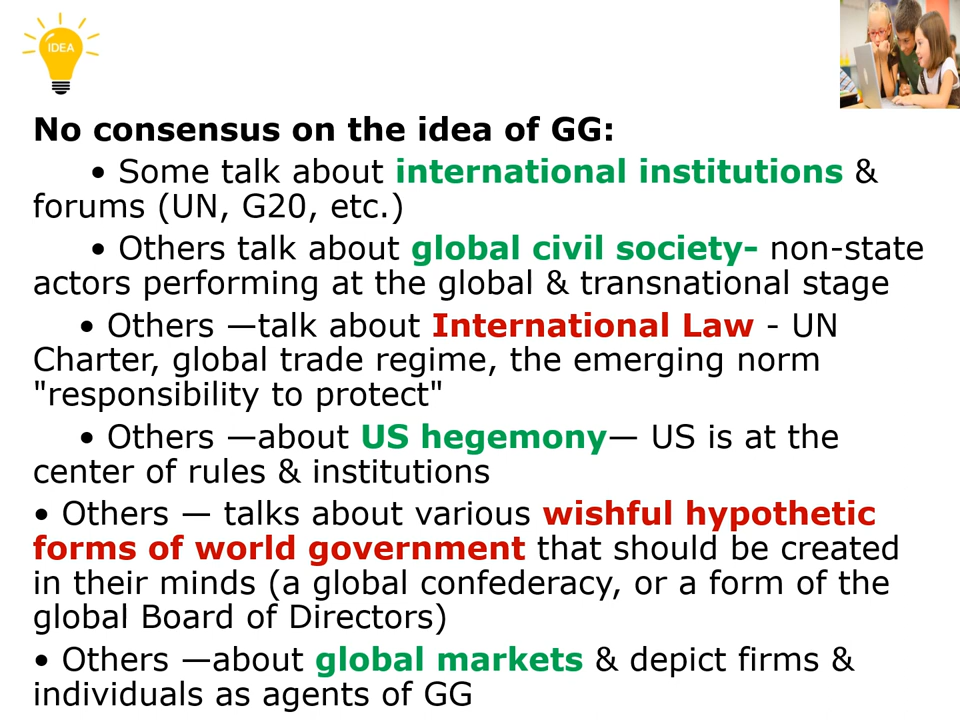 IDEA
No consensus on the idea of GG:
• Some talk about international institutions &
forums (UN, G20, etc.)
• Others talk about global civil society- non-state
actors performing at the global & transnational stage
• Others —talk about International Law - UN
Charter, global trade regime, the emerging norm
"responsibility to protect"
• Others —about US hegemony— US is at the
center of rules & institutions
• Others — talks about various wishful hypothetic
forms of world government that should be created
in their minds (a global confederacy, or a form of the
global Board of Directors)
• Others —about global markets & depict firms &
individuals as agents of GG